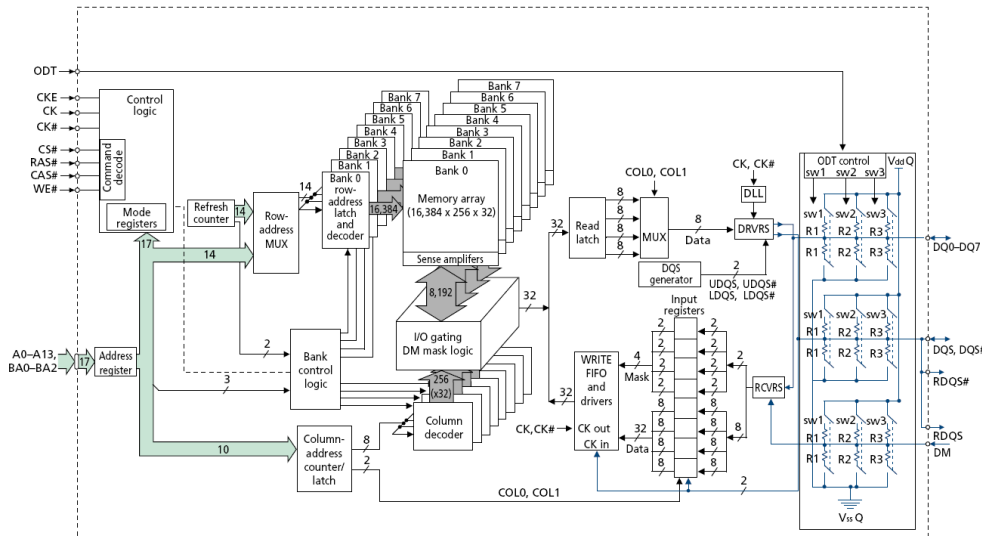 ODT
CKE
CK
CK#
CS#
RAS#
CAS#
WE#
Control
logic
Command
decode
Mode
registers
17
Refresh
counter
14
14
Row-
address
MUX
14
Bank 7
Bank 6
Bank 5
Bank 4
Bank 3
Bank 2
Bank 1
Bank 0
row-
address
latch
and
decoder
16,384
Bank 7
Bank 6
Bank 5
Bank 4
Bank 3
Bank 2
Bank 1
Bank 0
Memory array
(16,384 x 256 x 32)
Sense amplifers
8,192
I/O gating
DM mask logic
256
(x32)
Column
decoder
A0–A13,
BA0–BA2
17
Address
register
2
3
Bank
control
logic
10
Column-
address
counter/
latch
8
2
COL0, COL1
32
32
32
Read
latch
8
8
8
8
COL0, COL1
MUX
8
Data
DQS
generator
2
UDQS, UDQS#
LDQS, LDQS#
CK, CK#
DLL
DRVRS
Input
registers
WRITE
FIFO
and
drivers
CK out
CK in
CK,CK#
4
Mask
32
Data
2
2
2
2
8
8
8
8
2
2
2
2
8
8
8
8
2
8
RCVRS
2
ODT control
VddQ
sw1 sw2 sw3
sw1 sw2 sw3
R1 R2 R3
R1 R2 R3
sw1 sw2 sw3
R1 R2 R3
R1 R2 R3
sw1 sw2 sw3
R1 R2 R3
R1 R2 R3
VssQ
DQ0–DQ7
DQS, DQS#
RDQS#
RDQS
DM